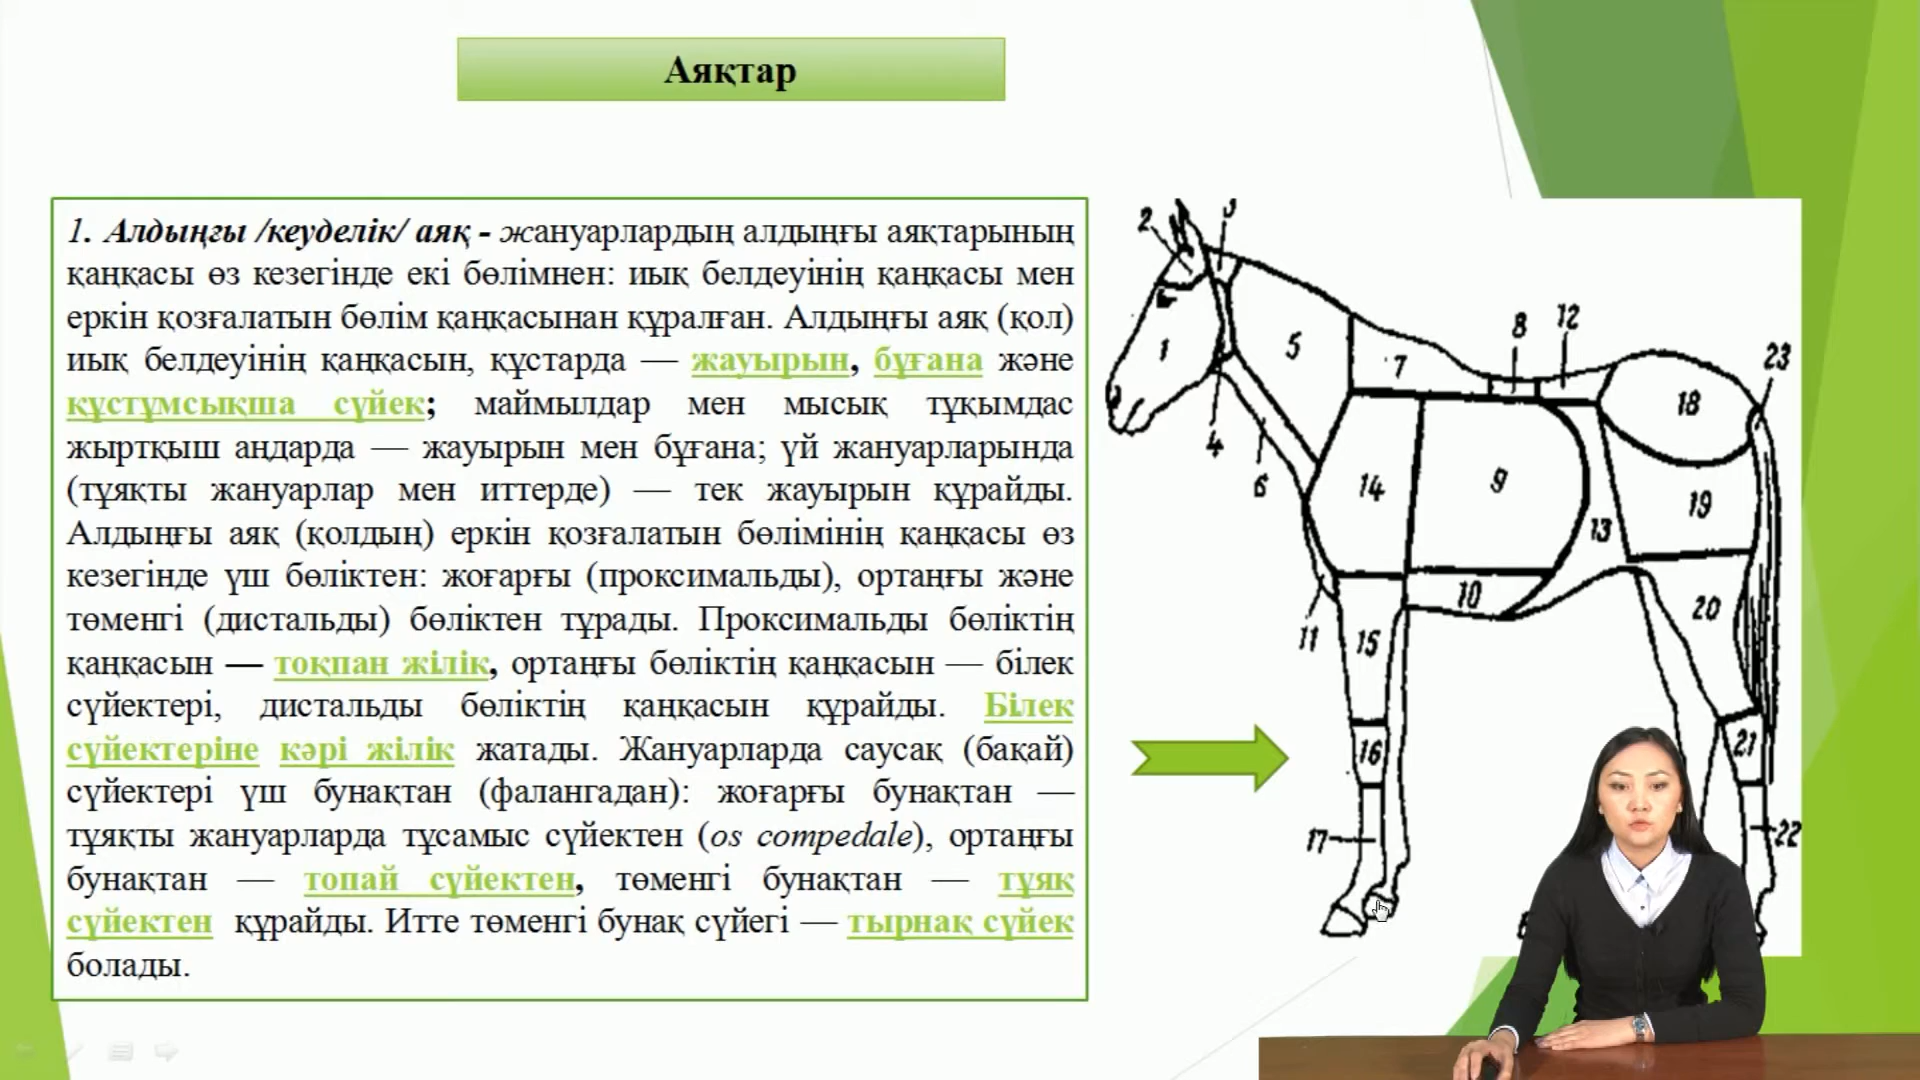 Аяқтар
1. Алдыңғы /кеуделік/ аяқ - жануарлардың алдыңғы аяқтарының
қаңқасы өз кезегінде екі бөлімнен: иық белдеуінің қаңқасы мен
еркін қозғалатын бөлім қаңқасынан құралған. Алдыңғы аяқ (қол)
иық белдеуінің қаңқасын, құстарда — жауырын, бұғана және
құстұмсықша сүйек; маймылдар мен мысық тұқымдас
жыртқыш аңдарда — жауырын мен бұғана; үй жануарларында
(тұяқты жануарлар мен иттерде) — тек жауырын құрайды.
Алдыңғы аяқ (қолдың) еркін қозғалатын бөлімінің қаңқасы өз
кезегінде үш бөліктен: жоғарғы (проксимальды), ортаңғы және
төменгі (дистальды) бөліктен тұрады. Проксимальды бөліктің
қаңқасын — тоқпан жілік, ортаңғы бөліктің қаңқасын — білек
сүйектері, дистальды бөліктің қаңқасын құрайды. Білек
сүйектеріне кәрі жілік жатады. Жануарларда саусақ (бақай)
сүйектері үш бунақтан (фалангадан): жоғарғы бунақтан —
тұяқты жануарларда тұсамыс сүйектен (os compedale), ортаңғы
бунақтан — топай сүйектен, төменгі бунақтан — тұяқ
сүйектен құрайды. Итте төменгі бунақ сүйегі — тырнақ сүйек
болады.
2 3
8 12
1 5 7 23
18
4
6 14 9 19
13
10
11 15 20
16 21
17 22